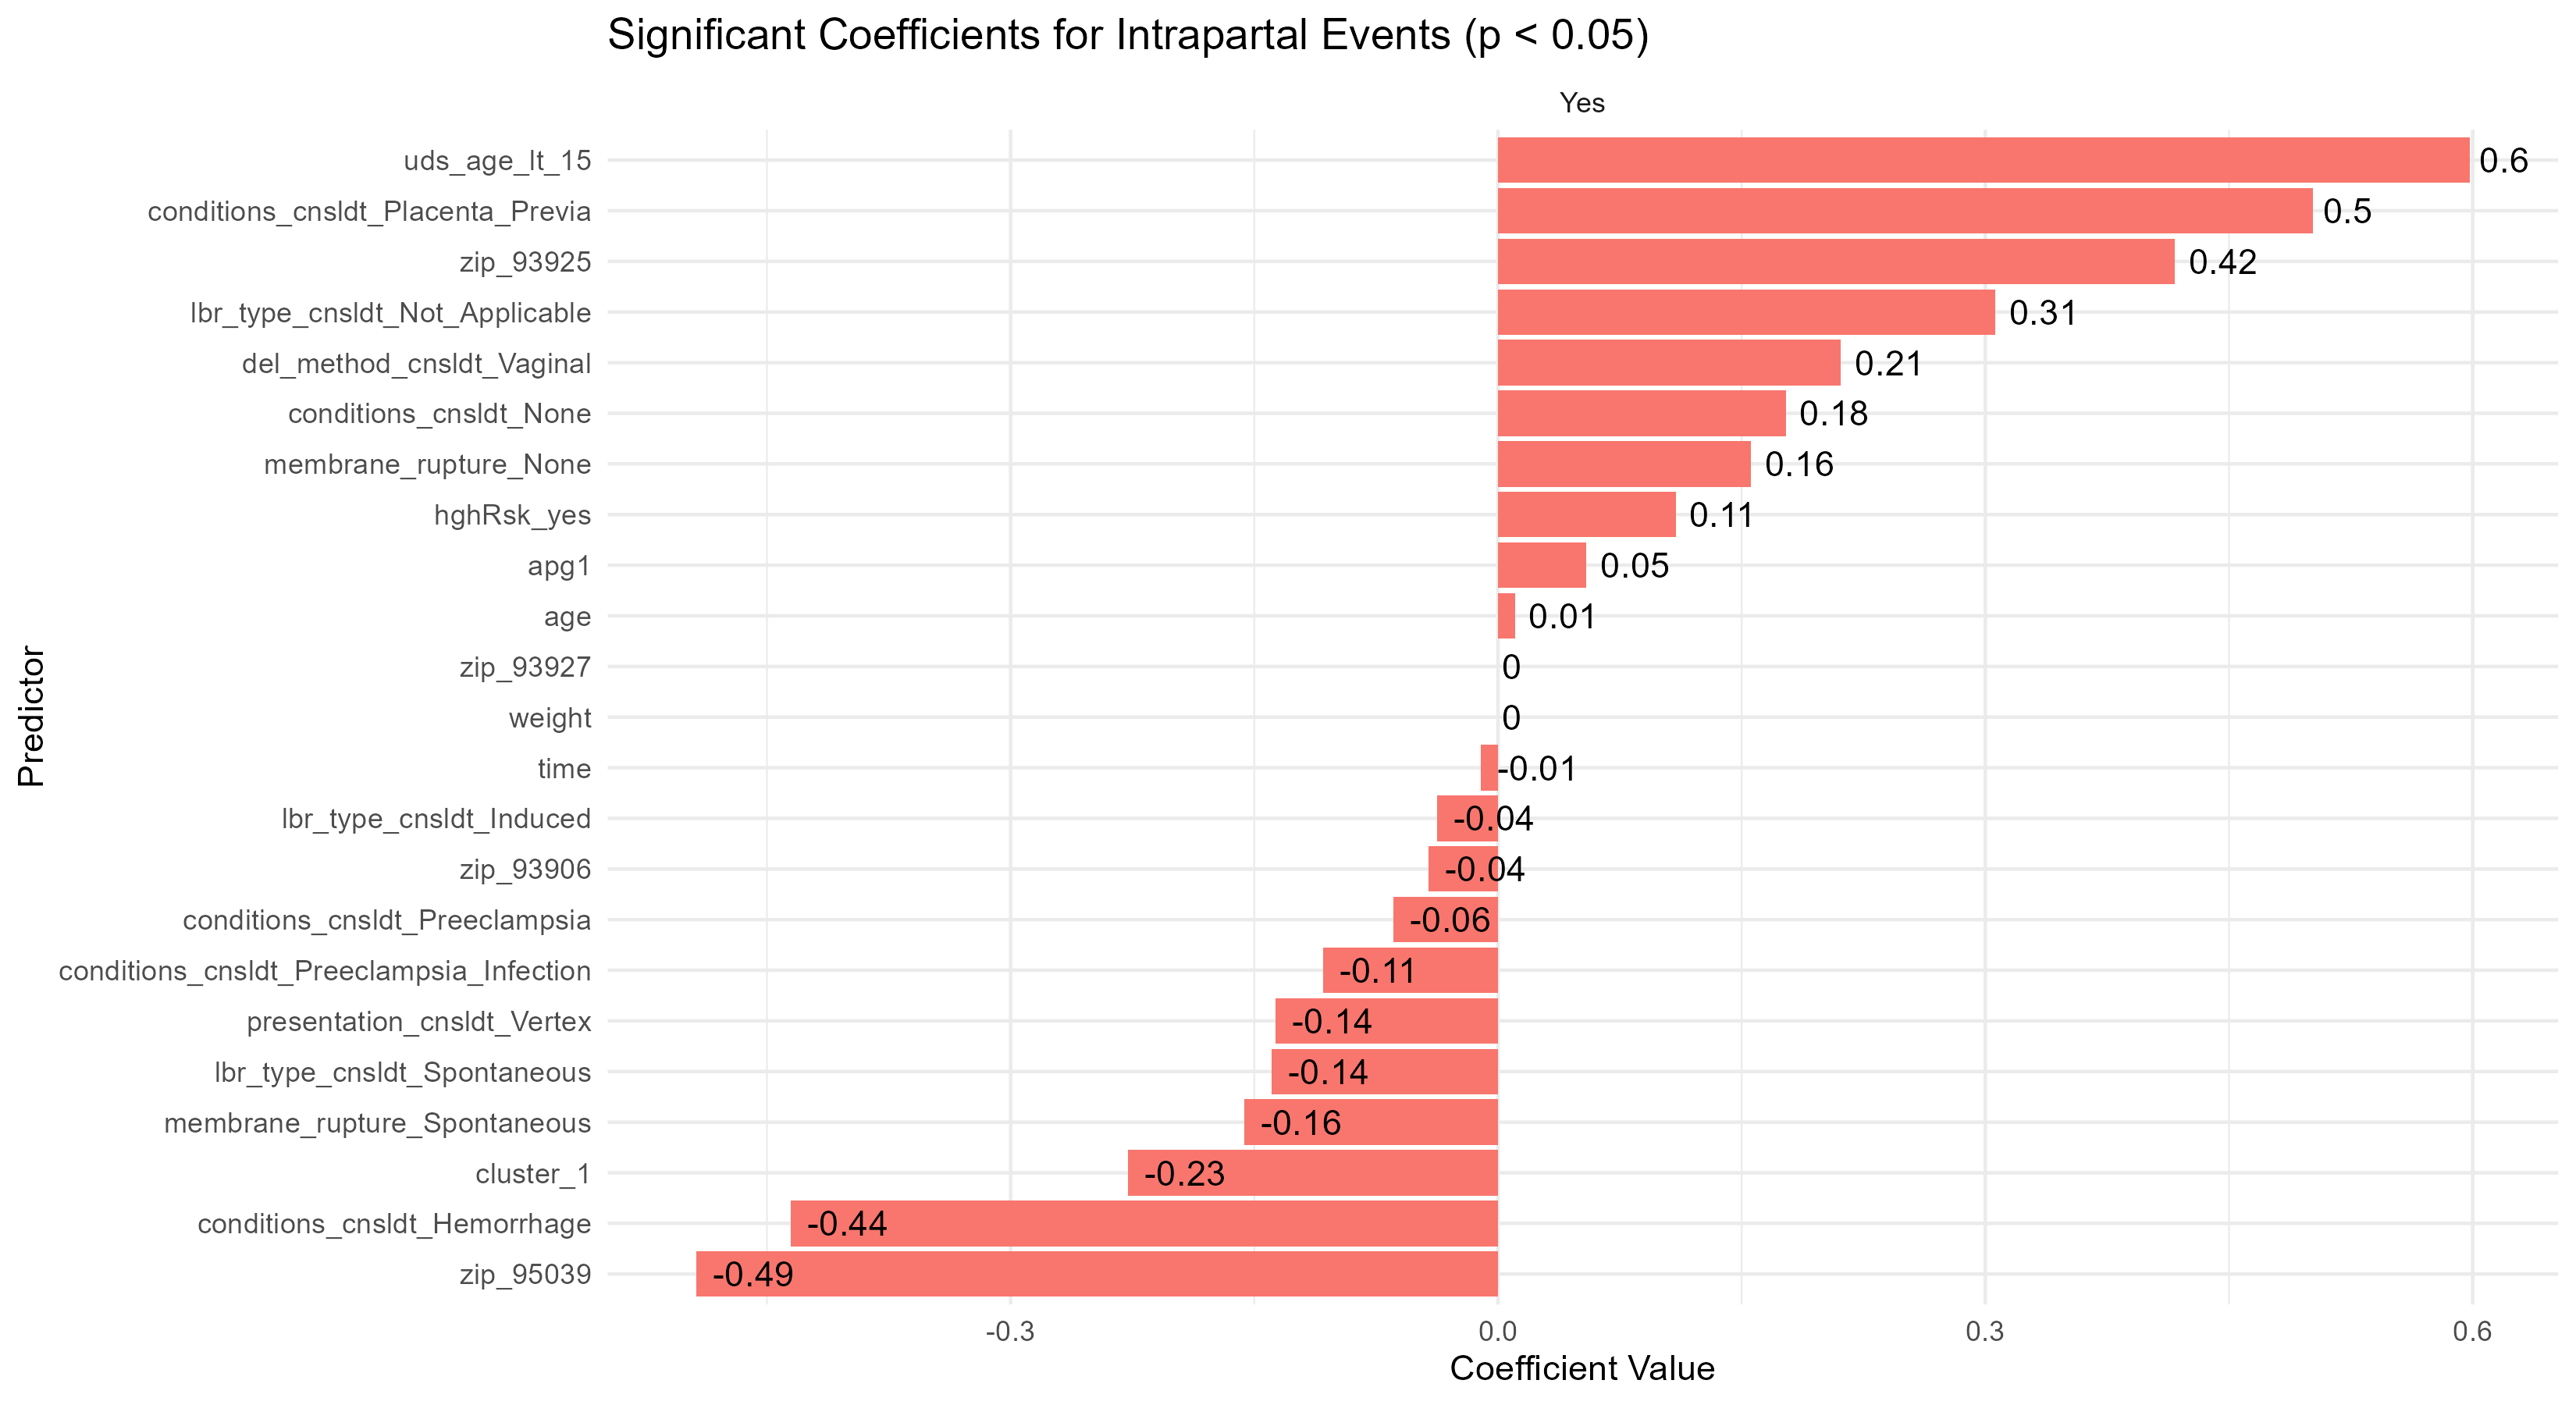 Significant Coefficients for Intrapartal Events (p < 0.05)
Yes
Predictor
uds_age_lt_15 0.6
conditions_cnsldt_Placenta_Previa 0.5
zip_93925 0.42
lbr_type_cnsldt_Not_Applicable 0.31
del_method_cnsldt_Vaginal 0.21
conditions_cnsldt_None 0.18
membrane_rupture_None 0.16
hghRsk_yes 0.11
apg1 0.05
age 0.01
zip_93927 0
weight 0
time -0.01
lbr_type_cnsldt_Induced -0.04
zip_93906 -0.04
conditions_cnsldt_Preeclampsia -0.06
conditions_cnsldt_Preeclampsia_Infection -0.11
presentation_cnsldt_Vertex -0.14
lbr_type_cnsldt_Spontaneous -0.14
membrane_rupture_Spontaneous -0.16
cluster_1 -0.23
conditions_cnsldt_Hemorrhage -0.44
zip_95039 -0.49
-0.3 0.0 0.3 0.6
Coefficient Value